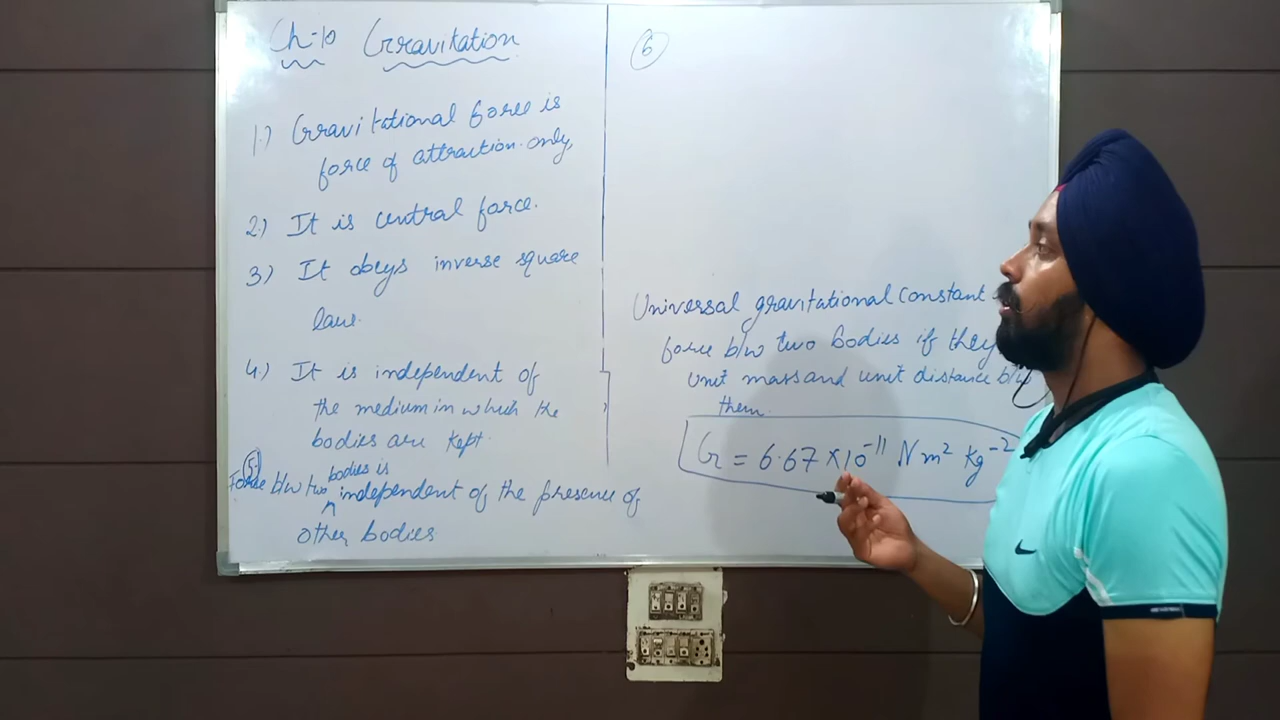 Ch-10 Gravitation
1.) Gravitational force is
force of attraction only,
2.) It is central force.
3.) It obeys inverse square
law.
4.) It is independent of
the medium in which the
bodies are kept.
5.)
bodies is
Force b/w two independent of the presence of
other bodies
6
Universal gravitational constant
force b/w two bodies if they
unit mass and unit distance b/w
them.
G = 6.67 × 10⁻¹¹ N m² kg⁻²